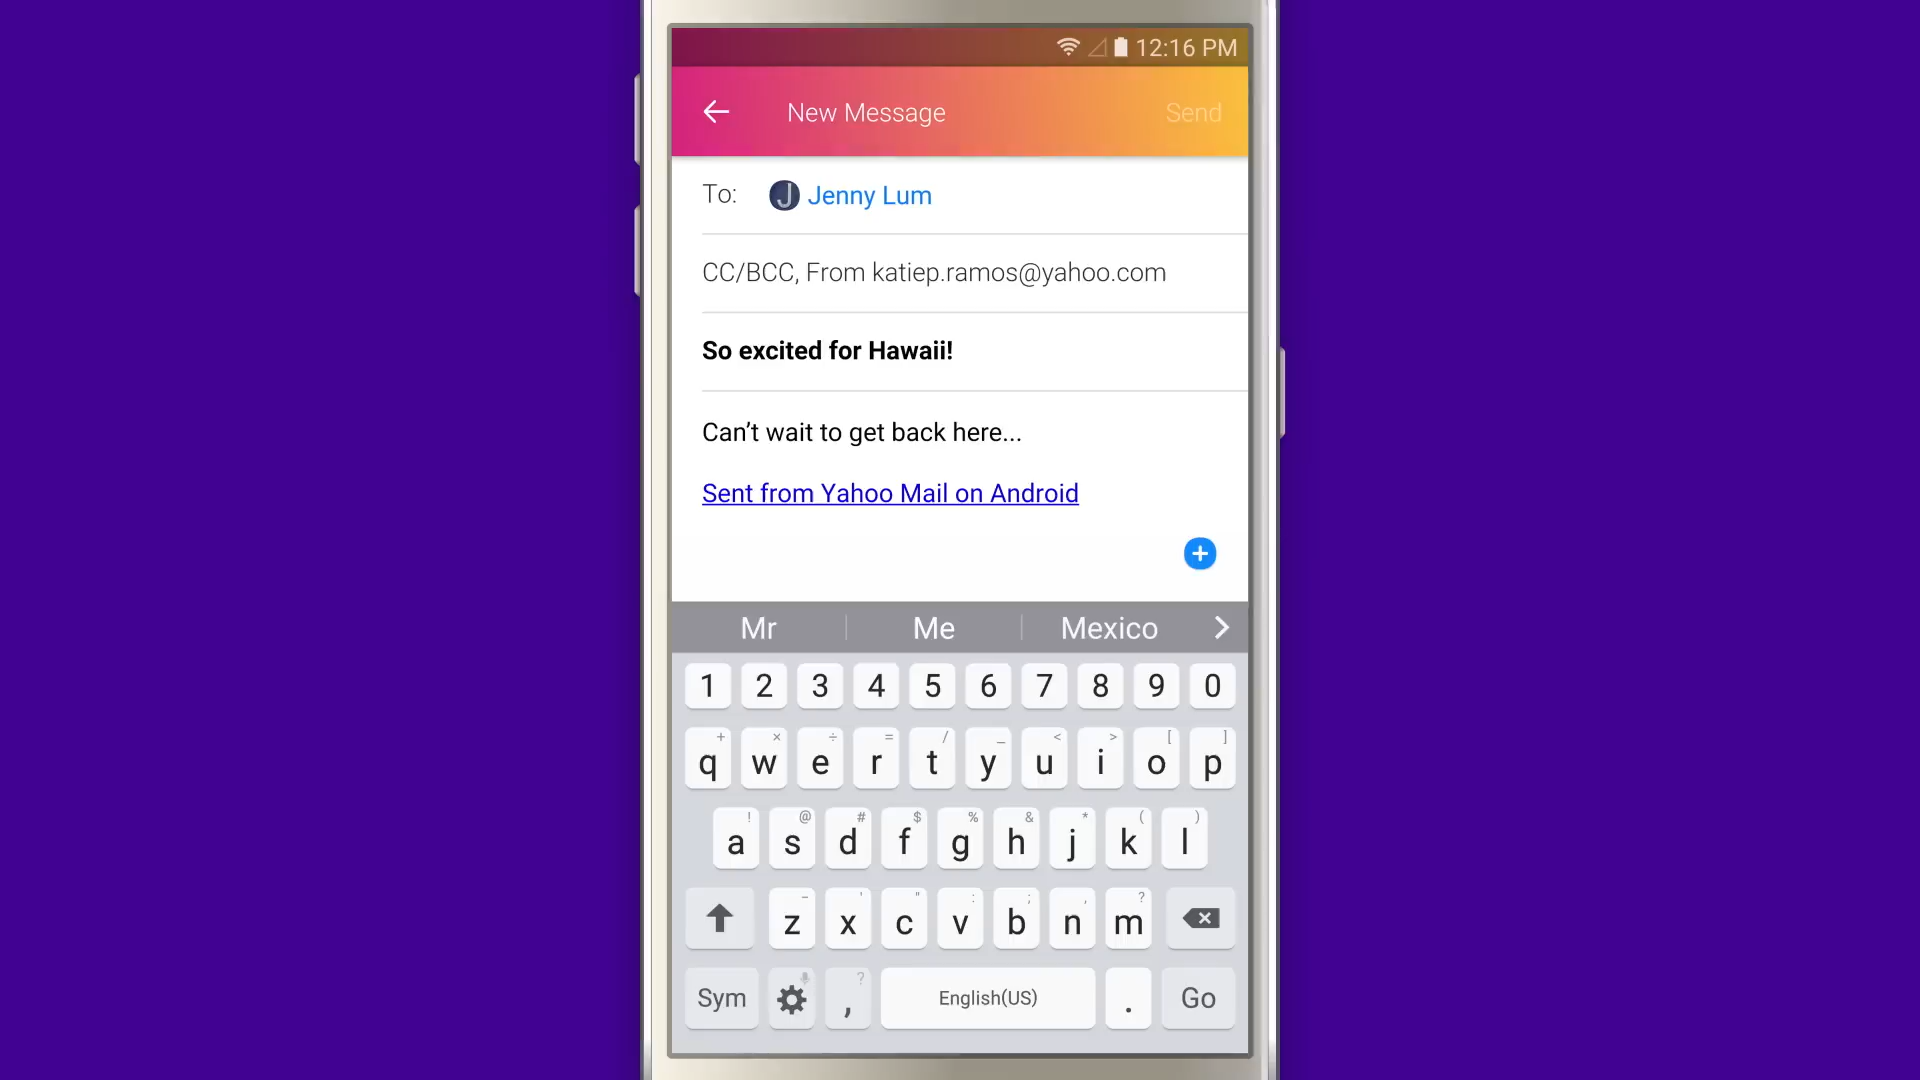 12:16 PM
New Message Send
To: J Jenny Lum
CC/BCC, From katiep.ramos@yahoo.com
So excited for Hawaii!
Can’t wait to get back here...
Sent from Yahoo Mail on Android
+
Mr Me Mexico
1 2 3 4 5 6 7 8 9 0
+ × ÷ = / _ < > [ ]
q w e r t y u i o p
! @ # $ % & * ( )
a s d f g h j k l
- ' " : ; , ?
z x c v b n m
?
Sym , English(US) . Go